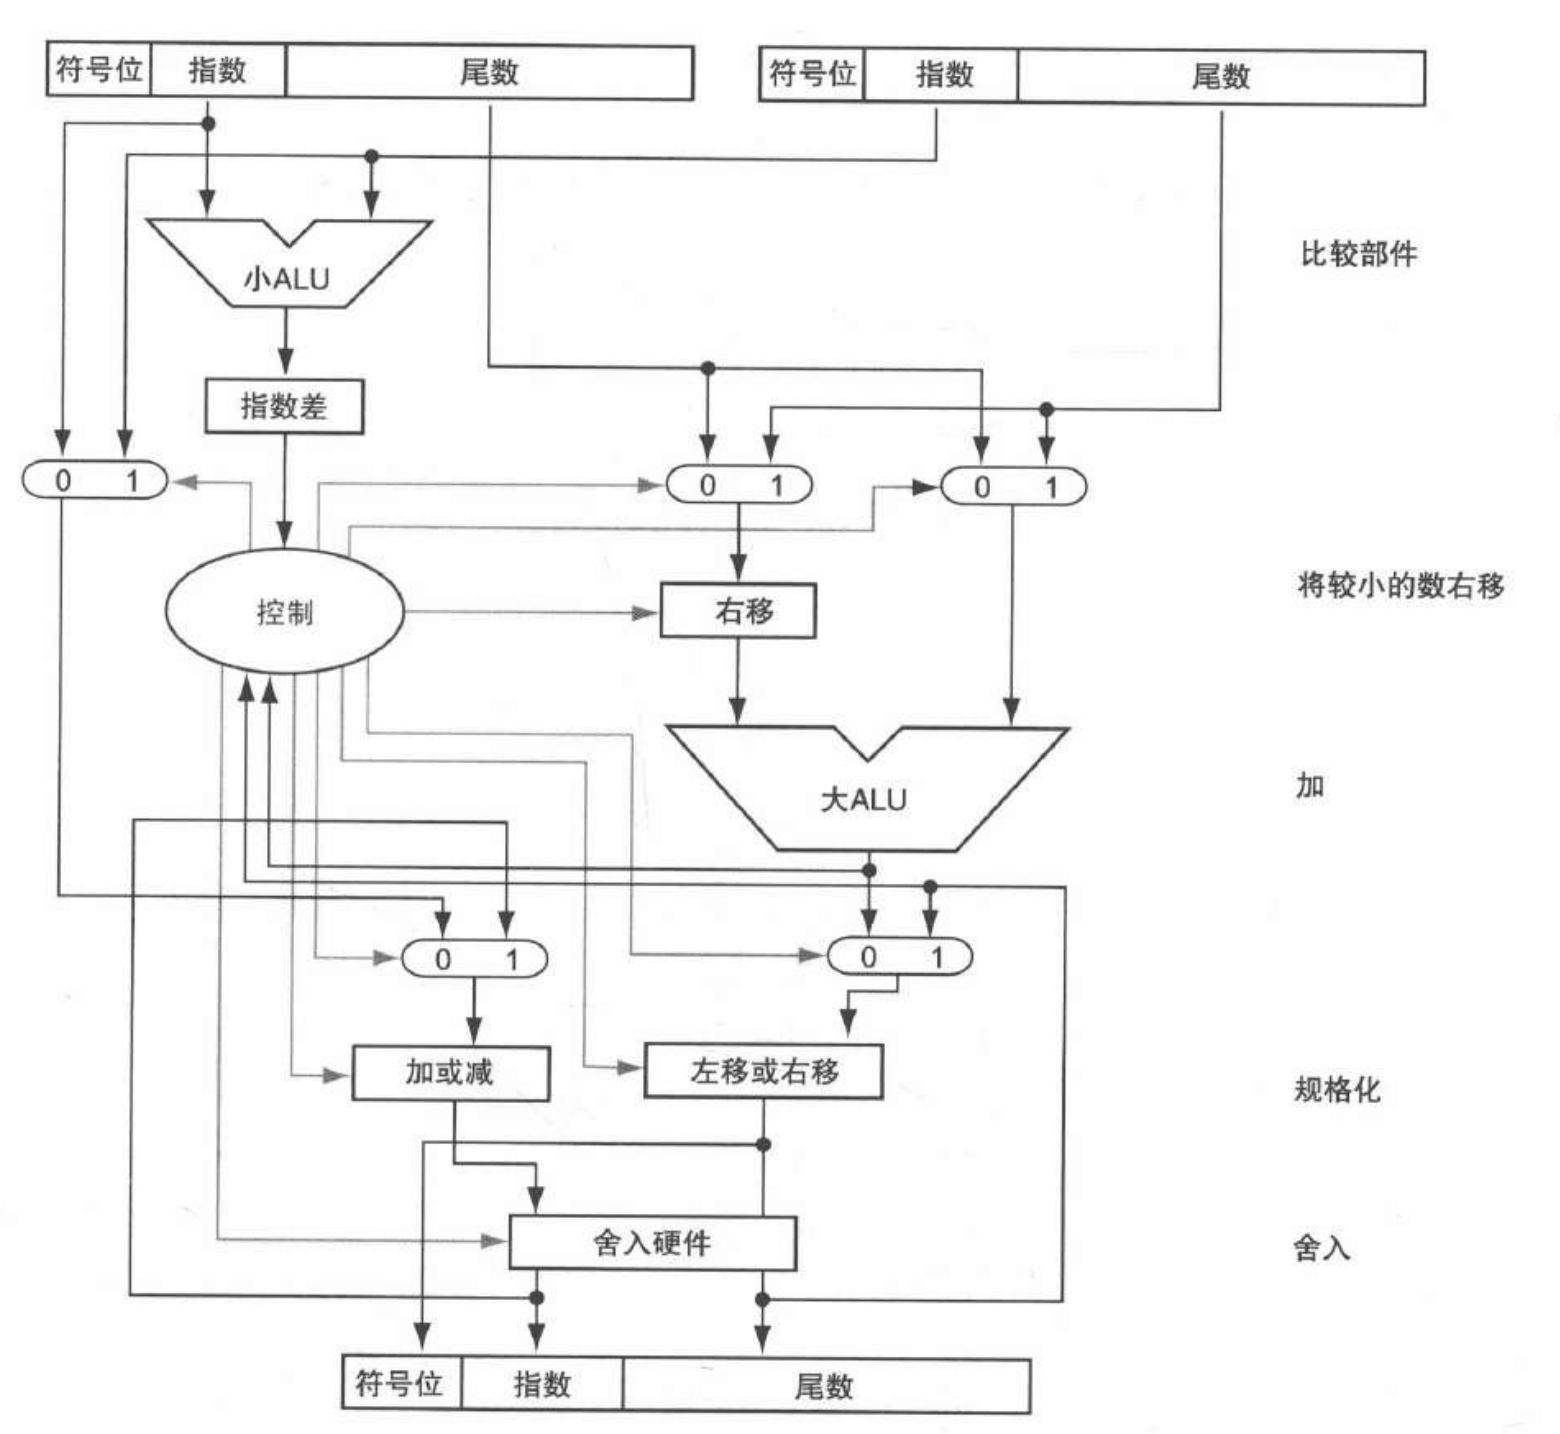 符号位 指数 尾数 符号位 指数 尾数
比较部件
小ALU
指数差
0 1 0 1 0 1
将较小的数右移
控制 右移
加
大ALU
0 1 0 1
加或减 左移或右移
规格化
舍入硬件
舍入
符号位 指数 尾数